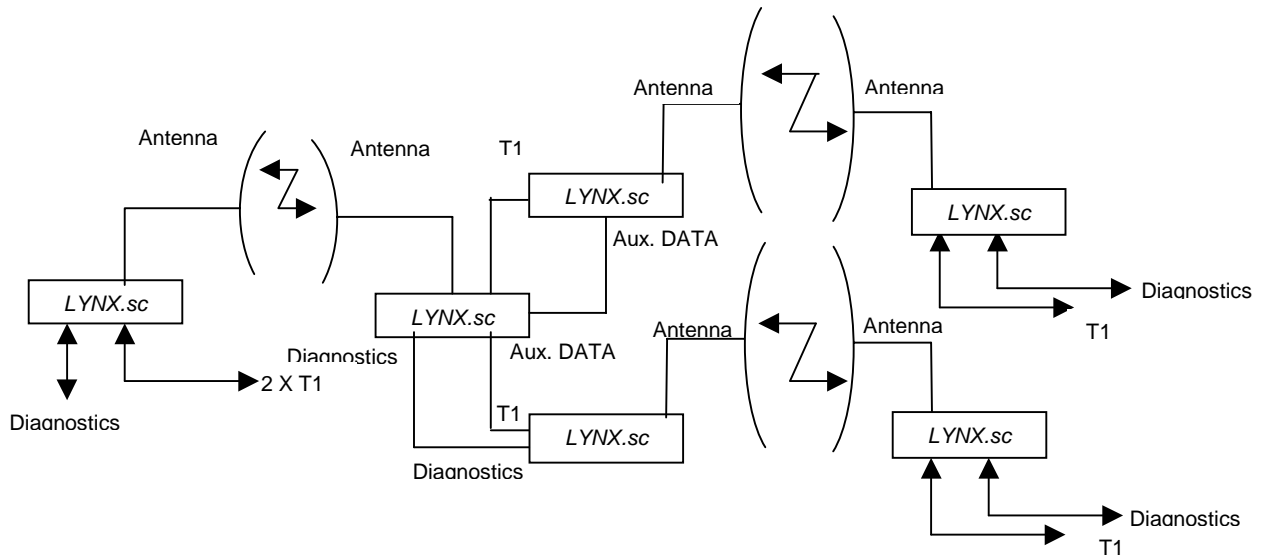 Antenna
Antenna
Antenna
Antenna
T1
LYNX.sc
LYNX.sc
Aux. DATA
LYNX.sc
LYNX.sc
Diagnostics
T1
Antenna
Antenna
Diagnostics
Aux. DATA
2 X T1
Diagnostics
T1
LYNX.sc
LYNX.sc
Diagnostics
Diagnostics
T1